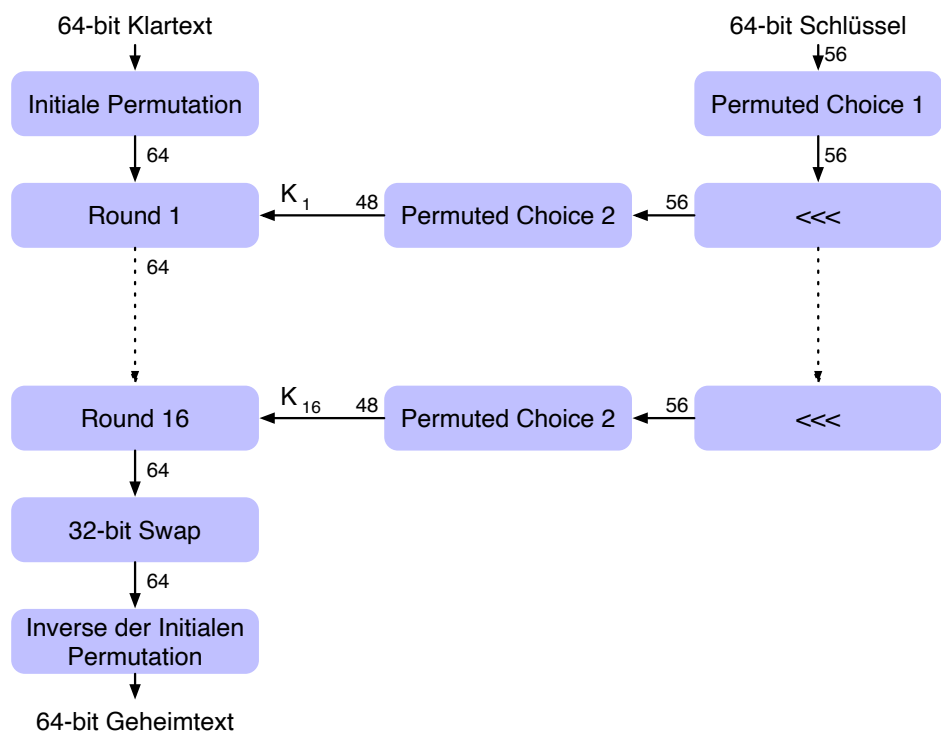 64-bit Klartext
64-bit Schlüssel
56
Initiale Permutation
Permuted Choice 1
64
56
Round 1
K 1
48
Permuted Choice 2
56
<<<
64
Round 16
K 16
48
Permuted Choice 2
56
<<<
64
32-bit Swap
64
Inverse der Initialen
Permutation
64-bit Geheimtext